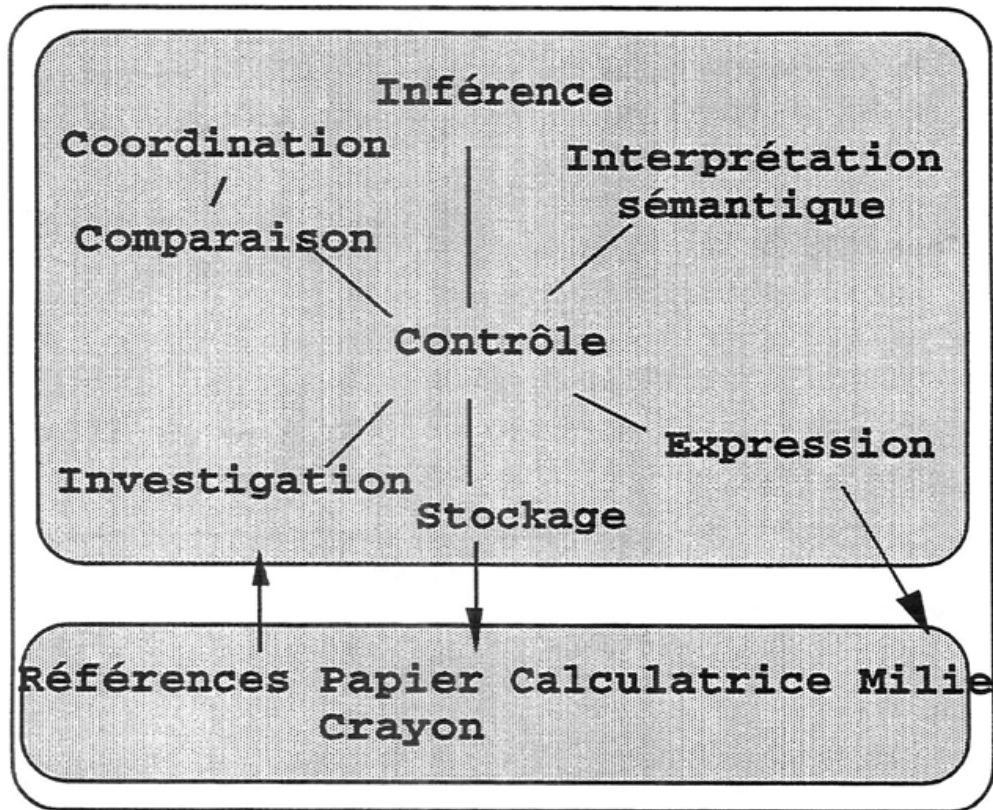 Inférence
Coordination
/
Comparaison
Interprétation
sémantique
Contrôle
Investigation
Stockage
Expression
Références Papier Calculatrice Milie
Crayon